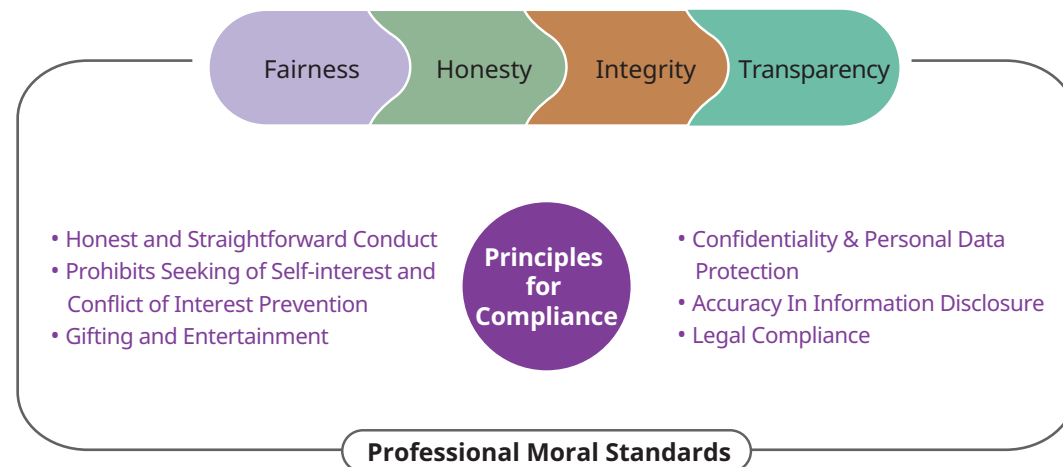 Fairness
Honesty
Integrity
Transparency
• Honest and Straightforward Conduct
• Prohibits Seeking of Self-interest and
Conflict of Interest Prevention
• Gifting and Entertainment
Principles
for
Compliance
• Confidentiality & Personal Data
Protection
• Accuracy In Information Disclosure
• Legal Compliance
Professional Moral Standards